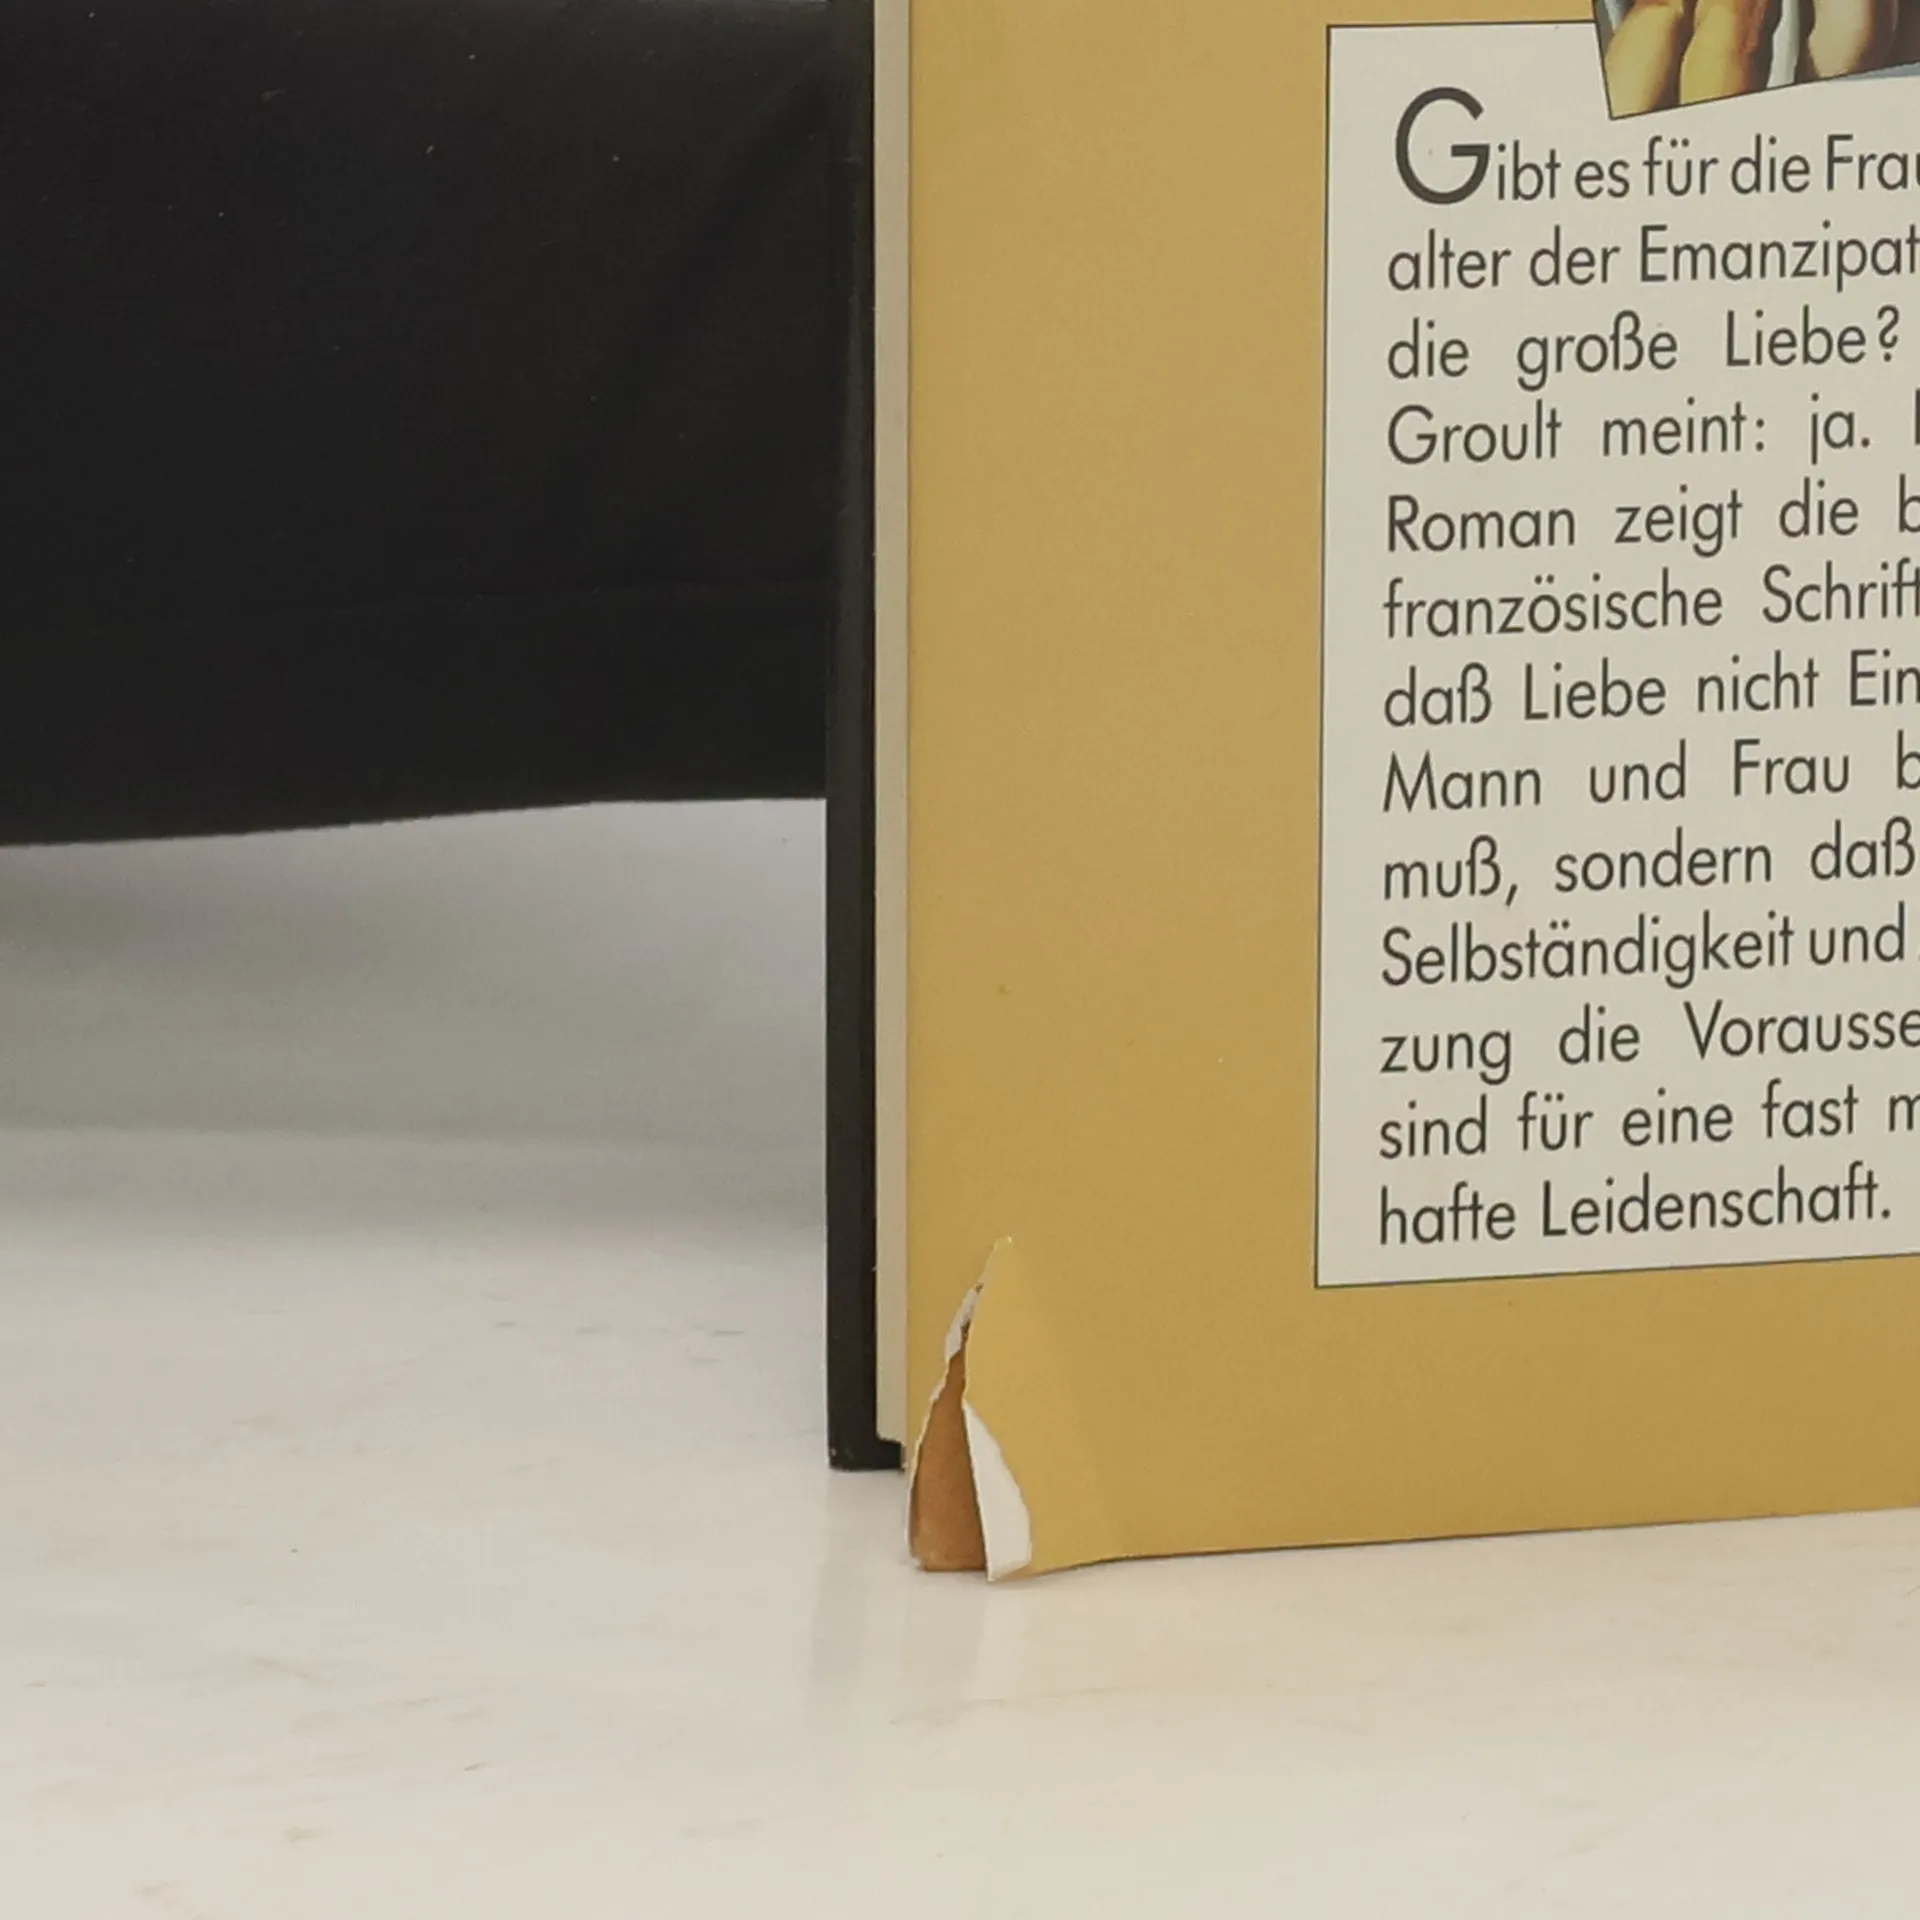 Gibt es für die Frau
alter der Emanzipat
die große Liebe?
Groult meint: ja.
Roman zeigt die b
französische Schrift
daß Liebe nicht Ein
Mann und Frau b
muß, sondern daß
Selbständigkeit und
zung die Vorausse
sind für eine fast m
hafte Leidenschaft.